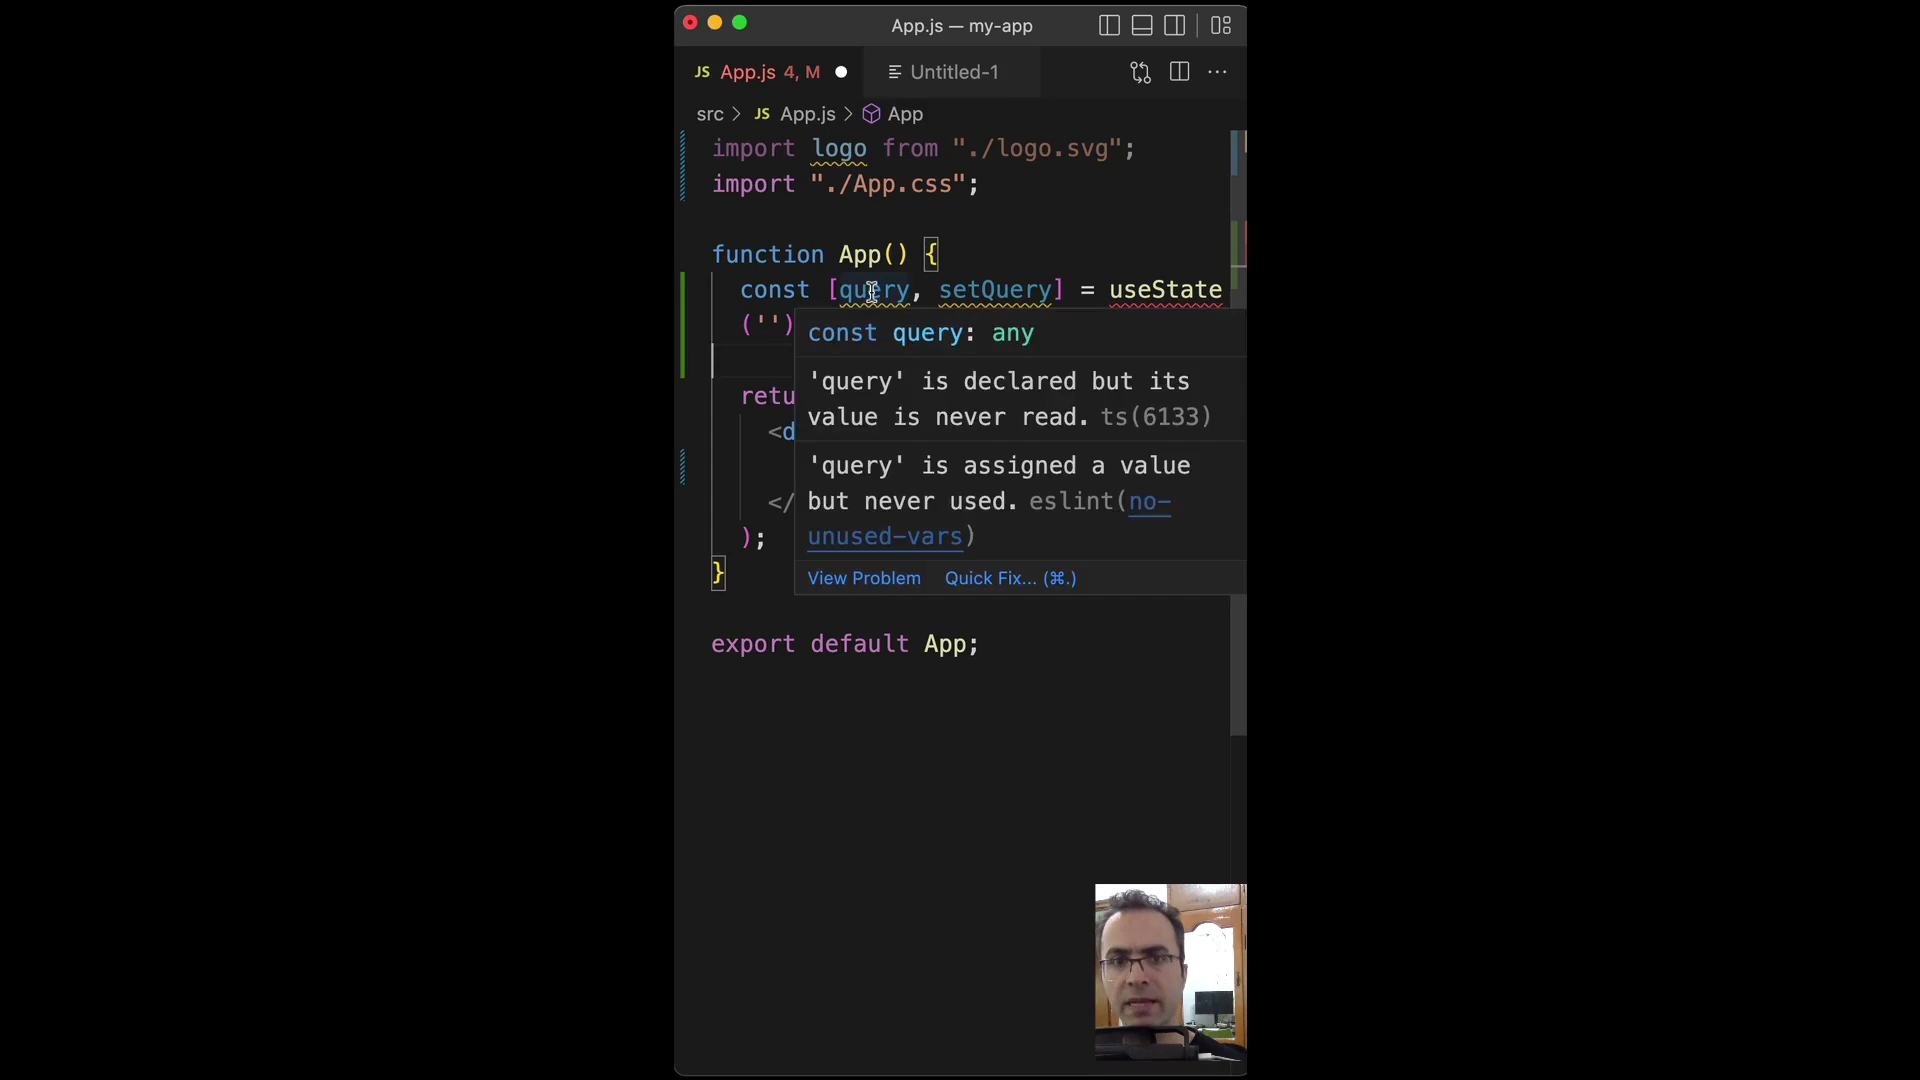 App.js — my-app
JS App.js 4, M
Untitled-1
src > JS App.js > App
import logo from "./logo.svg";
import "./App.css";
function App() {
const [query, setQuery] = useState
('')
const query: any
'query' is declared but its
value is never read. ts(6133)
retu
<d
'query' is assigned a value
but never used. eslint(no-
unused-vars)
</
);
View Problem Quick Fix... (⌘.)
}
export default App;